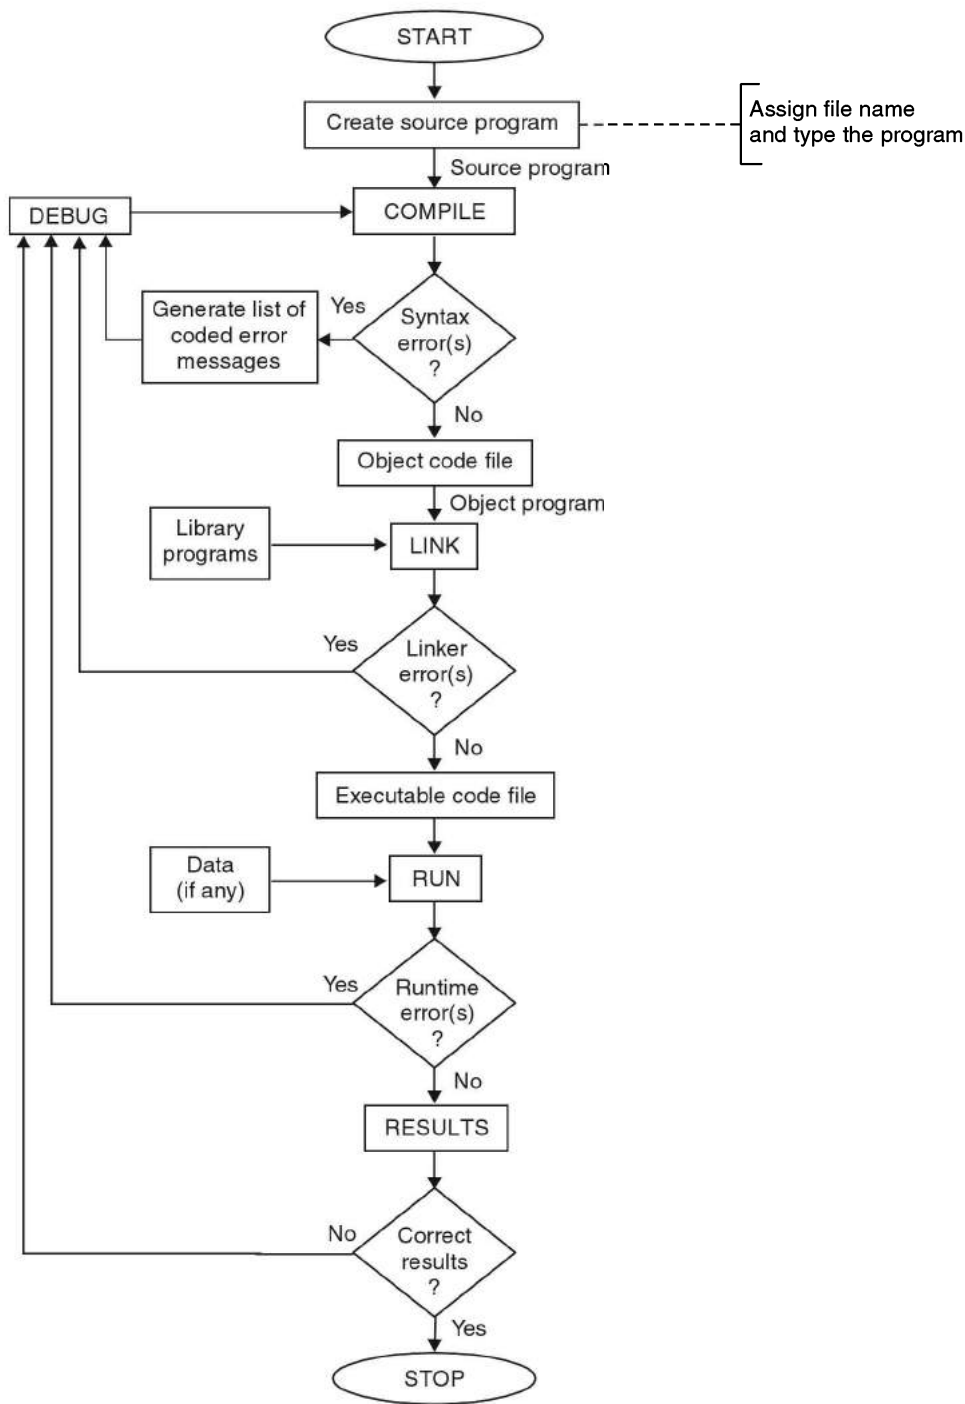 START
Create source program
Assign file name
and type the program
Source program
DEBUG
COMPILE
Generate list of
coded error
messages
Yes
Syntax
error(s)
?
No
Object code file
Object program
Library
programs
LINK
Yes
Linker
error(s)
?
No
Executable code file
Data
(if any)
RUN
Yes
Runtime
error(s)
?
No
RESULTS
No
Correct
results
?
Yes
STOP